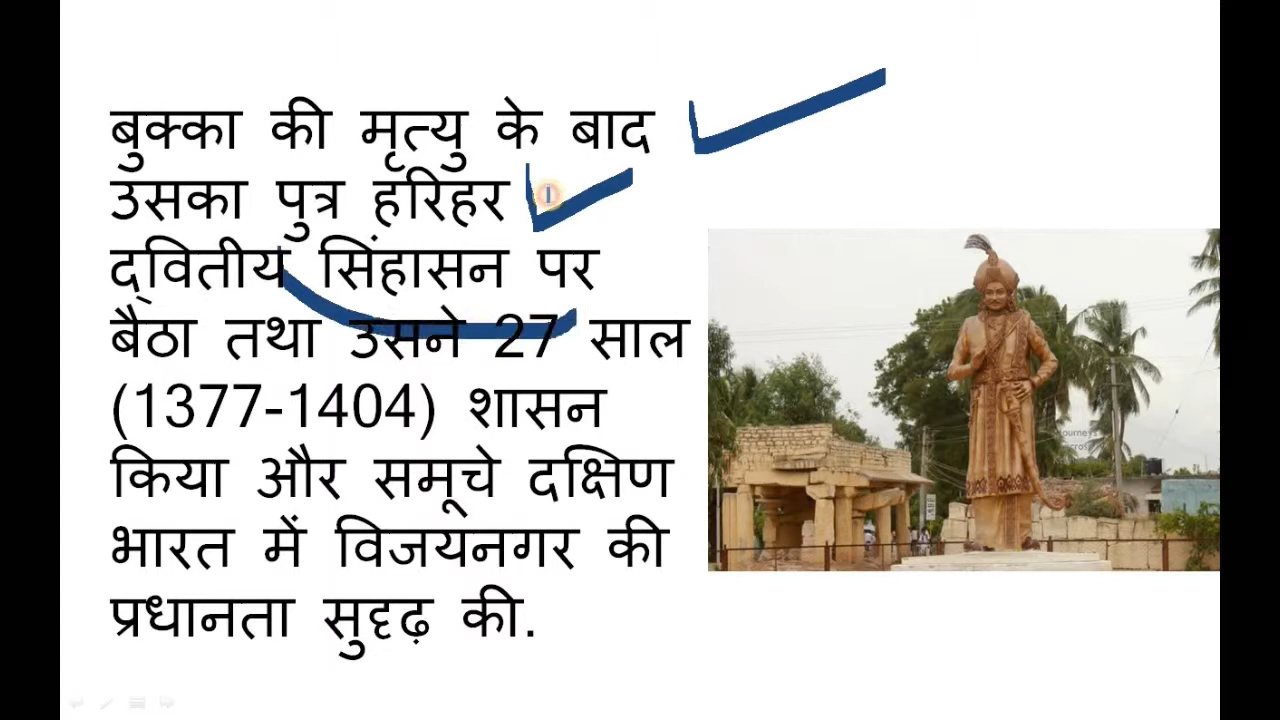 बुक्का की मृत्यु के बाद
उसका पुत्र हरिहर
द्वितीय सिंहासन पर
बैठा तथा उसने 27 साल
(1377-1404) शासन
किया और समूचे दक्षिण
भारत में विजयनगर की
प्रधानता सुदृढ़ की.